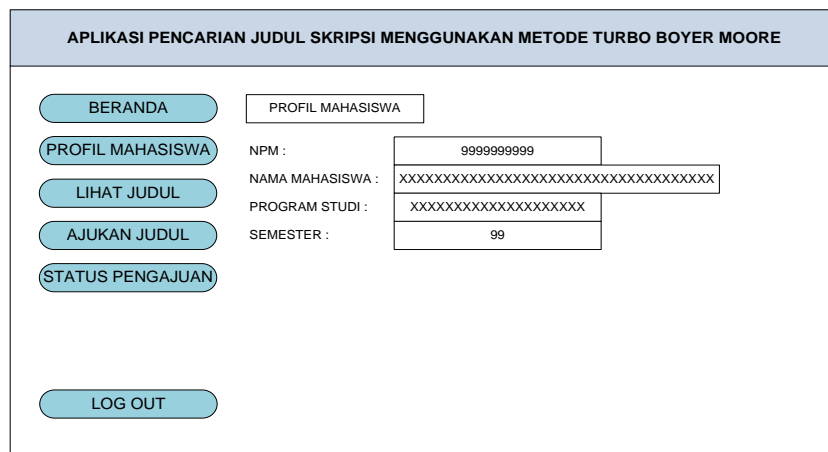 APLIKASI PENCARIAN JUDUL SKRIPSI MENGGUNAKAN METODE TURBO BOYER MOORE
BERANDA
PROFIL MAHASISWA
LIHAT JUDUL
AJUKAN JUDUL
STATUS PENGAJUAN
LOG OUT
PROFIL MAHASISWA
NPM : 9999999999
NAMA MAHASISWA : XXXXXXXXXXXXXXXXXXXXXXXXXXXXXXXXXXXX
PROGRAM STUDI : XXXXXXXXXXXXXXXXXXXX
SEMESTER : 99